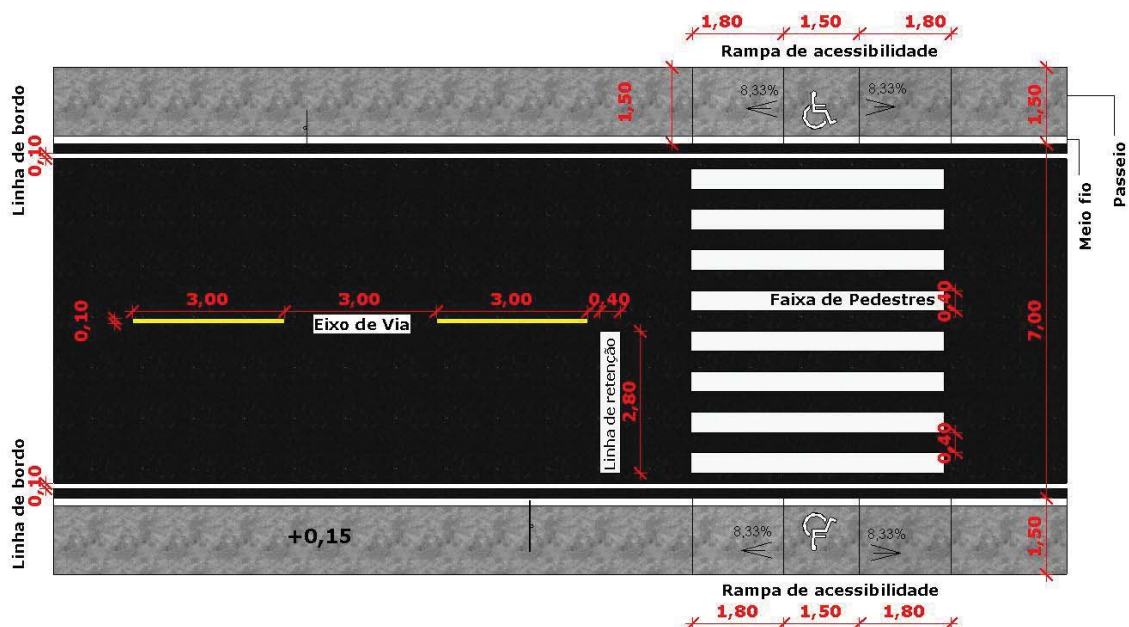 1,80 1,50 1,80
Rampa de acessibilidade
8,33% 8,33%
1,50
1,50
Linha de bordo
0,10
Passeio
Meio fio
3,00 3,00 3,00 0,40
0,10
Eixo de Via
Faixa de Pedestres
0,40
7,00
Linha de retenção
2,80
0,40
Linha de bordo
0,10
+0,15
8,33% 8,33%
1,50
Rampa de acessibilidade
1,80 1,50 1,80